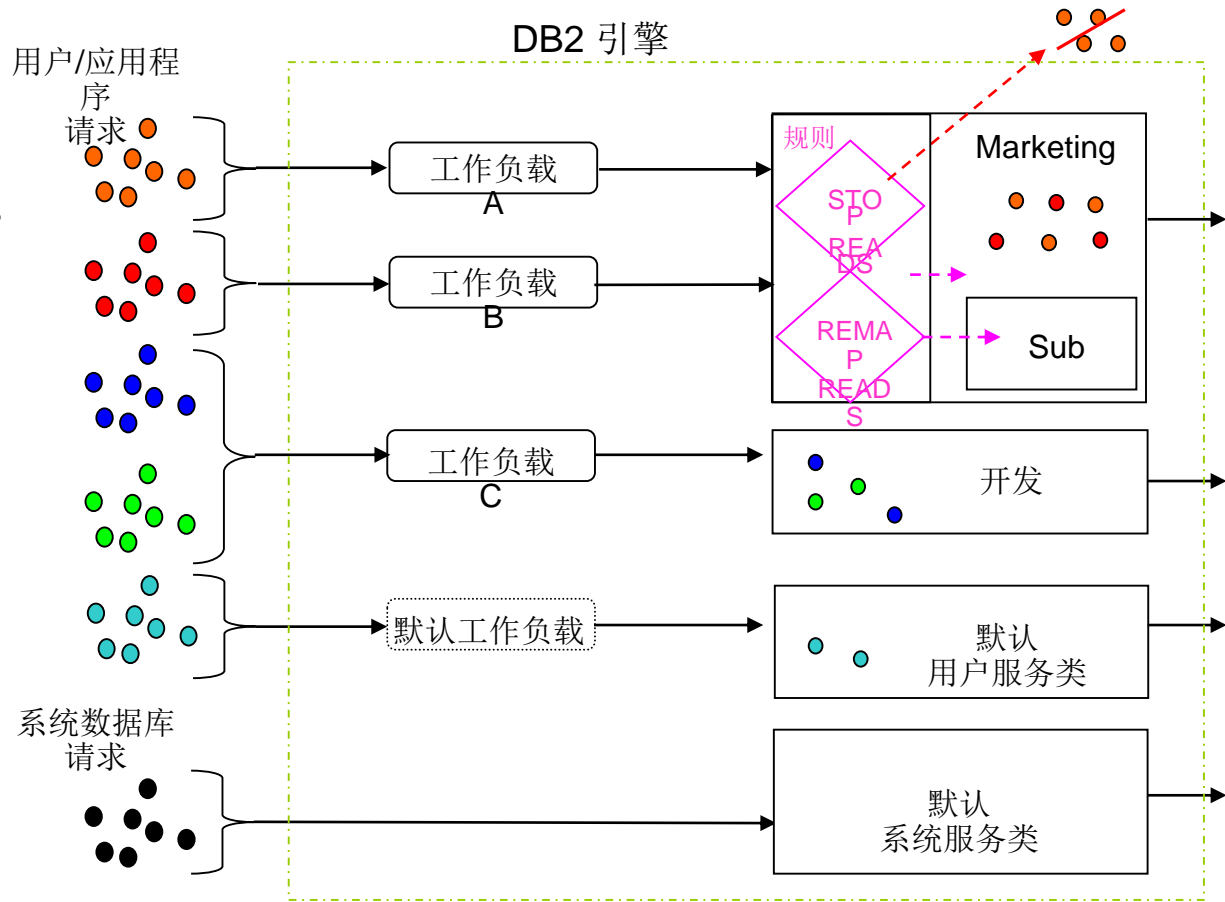 DB2 引擎
用户/应用程
序
请求
工作负载
A
规则
STO
P
REA
DS
Marketing
工作负载
B
REMA
P
READ
S
Sub
工作负载
C
开发
默认工作负载
默认
用户服务类
系统数据库
请求
默认
系统服务类